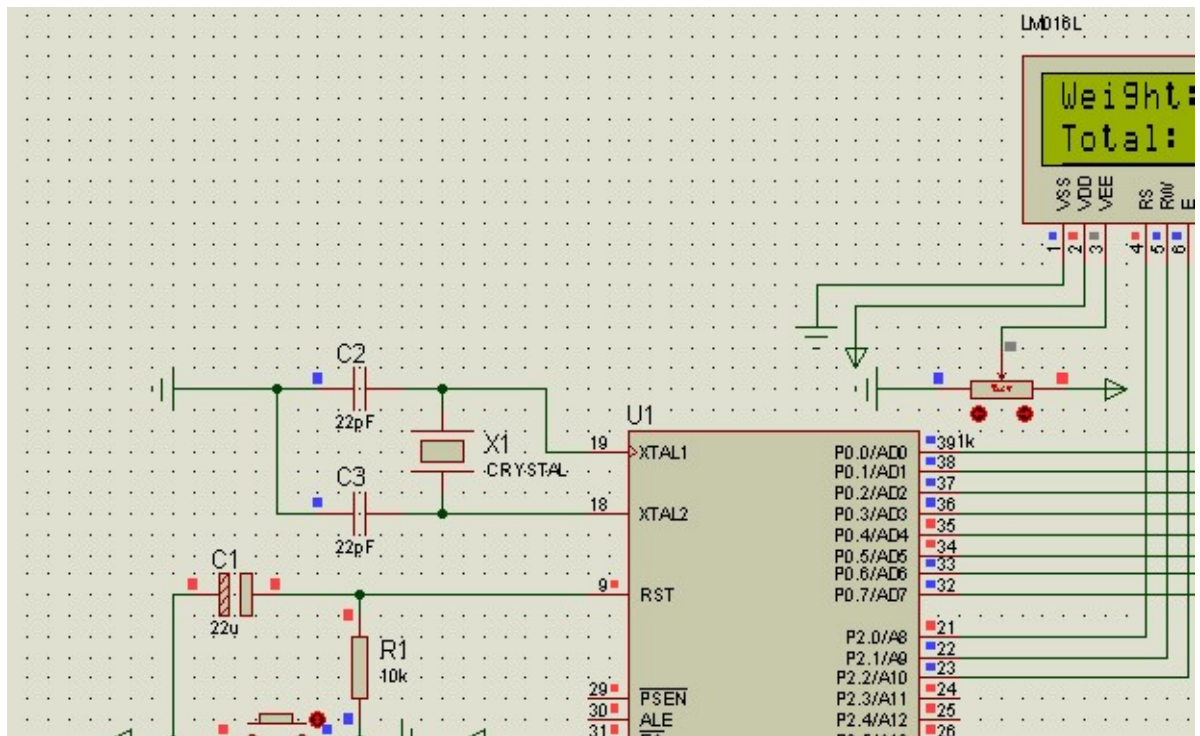 LM016L
Weight:
Total:
VSS
VDD
VEE
RS
RW
E
1
2
3
4
5
6
C2
22pF
X1
CRYSTAL
C3
22pF
C1
22u
R1
10k
U1
1k
19 XTAL1
18 XTAL2
9 RST
29 PSEN
30 ALE
31
P0.0/AD0 39
P0.1/AD1 38
P0.2/AD2 37
P0.3/AD3 36
P0.4/AD4 35
P0.5/AD5 34
P0.6/AD6 33
P0.7/AD7 32
P2.0/A8 21
P2.1/A9 22
P2.2/A10 23
P2.3/A11 24
P2.4/A12 25
26